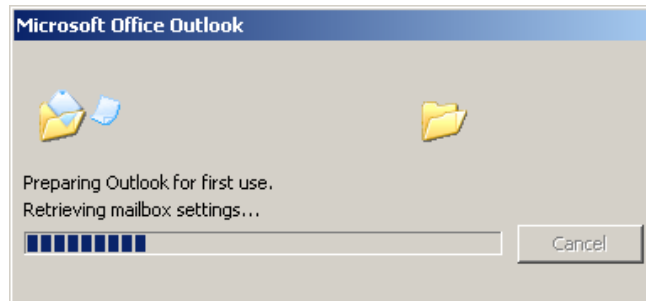 Microsoft Office Outlook
Preparing Outlook for first use.
Retrieving mailbox settings...
Cancel